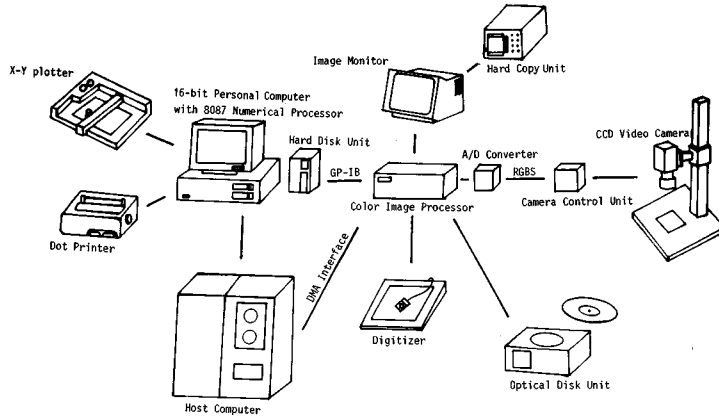 X-Y plotter
16-bit Personal Computer
with 8087 Numerical Processor
Image Monitor
Hard Copy Unit
Hard Disk Unit
GP-IB
A/D Converter
RGBS
CCD Video Camera
Color Image Processor
Camera Control Unit
Dot Printer
DMA Interface
Digitizer
Optical Disk Unit
Host Computer